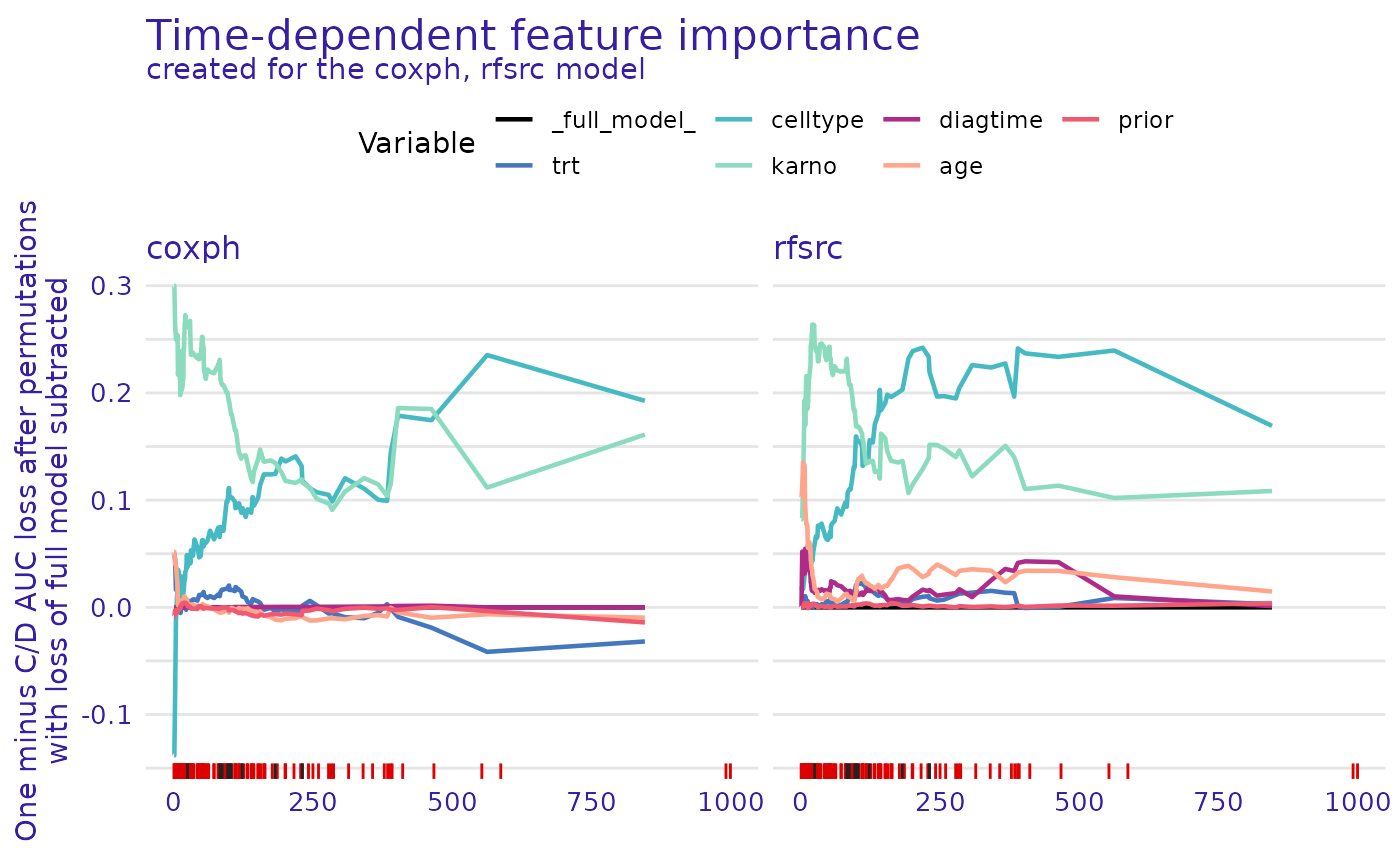 Time-dependent feature importance
created for the coxph, rfsrc model
Variable
_full_model_ celltype diagtime prior
trt karno age
One minus C/D AUC loss after permutations
with loss of full model subtracted
coxph
rfsrc
0.3
0.2
0.1
0.0
-0.1
0 250 500 750 1000
0 250 500 750 1000